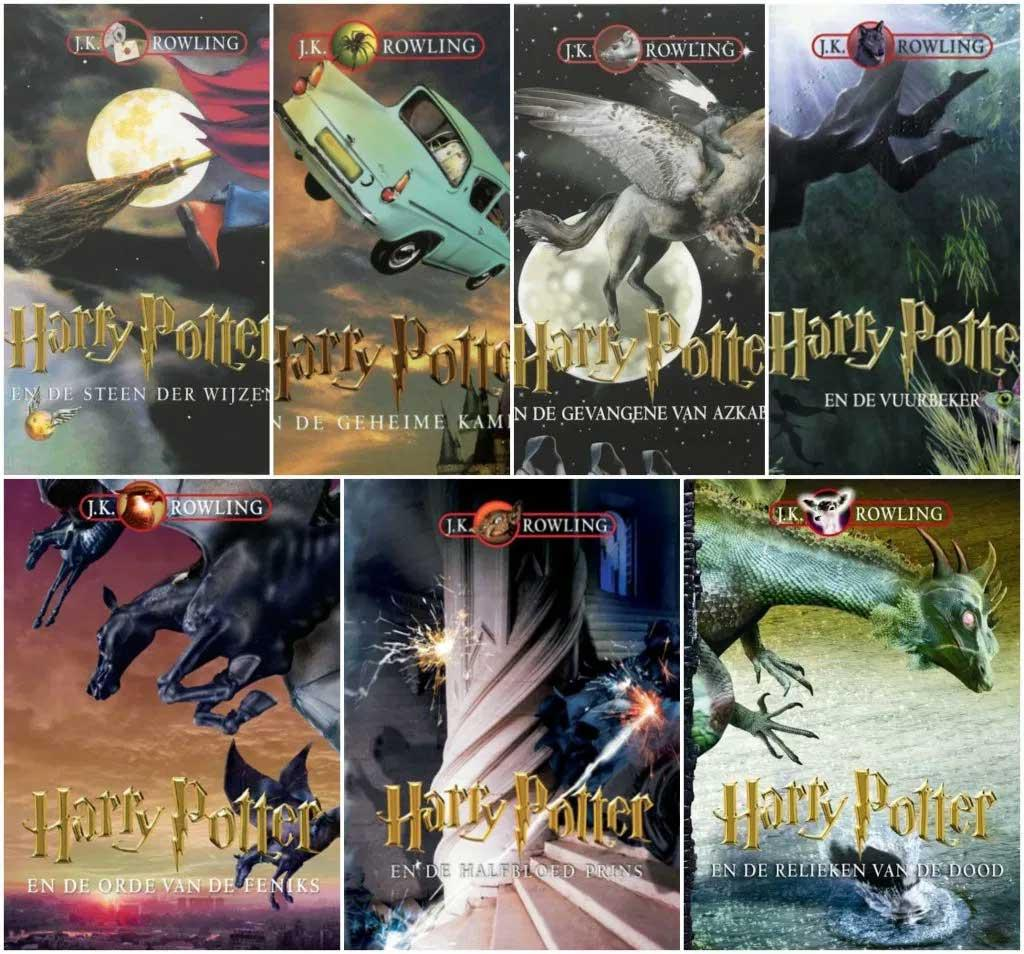 J.K. ROWLING
Harry Potter
EN DE STEEN DER WIJZEN
J.K. ROWLING
Harry Potte
N DE GEHEIME KAM
J.K. ROWLING
Harry Potte
N DE GEVANGENE VAN AZKAB
J.K. ROWLING
Harry Potte
EN DE VUURBEKER
J.K. ROWLING
Harry Potter
EN DE ORDE VAN DE FENIKS
J.K. ROWLING
Harry Potter
EN DE HALFBLOED PRINS
J.K. ROWLING
Harry Potter
EN DE RELIEKEN VAN DE DOOD